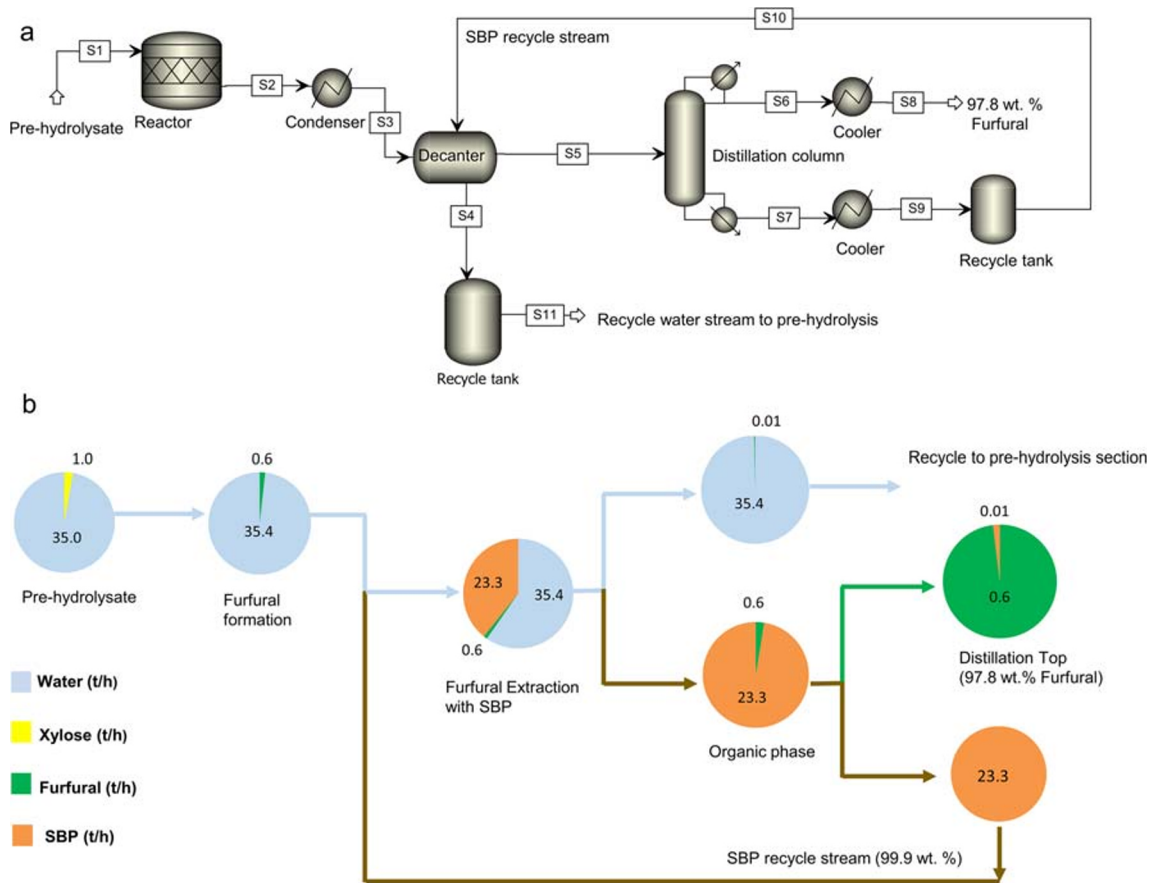 a
S10
SBP recycle stream
S1
S2
S3
S6
S8
97.8 wt. %
Furfural
Pre-hydrolysate
Reactor
Condenser
Cooler
Decanter
S5
Distillation column
S4
S7
S9
Cooler
Recycle tank
S11
Recycle water stream to pre-hydrolysis
Recycle tank
b
0.01
1.0
0.6
Recycle to pre-hydrolysis section
35.4
0.01
35.0
35.4
23.3
35.4
0.6
0.6
Pre-hydrolysate
Furfural
formation
0.6
Distillation Top
(97.8 wt.% Furfural)
Furfural Extraction
with SBP
23.3
Water (t/h)
Organic phase
Xylose (t/h)
23.3
Furfural (t/h)
SBP (t/h)
SBP recycle stream (99.9 wt. %)